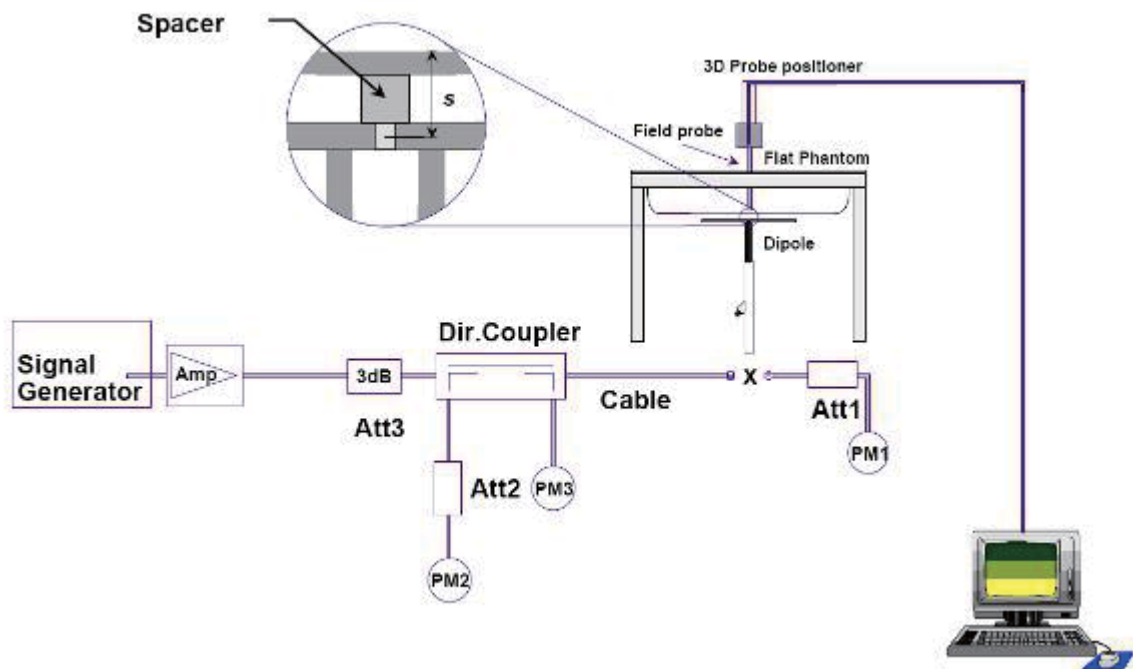 Spacer
s
3D Probe positioner
Field probe
Flat Phantom
Dipole
Signal
Generator
Amp
3dB
Att3
Dir.Coupler
Cable
x
Att1
PM1
Att2
PM3
PM2